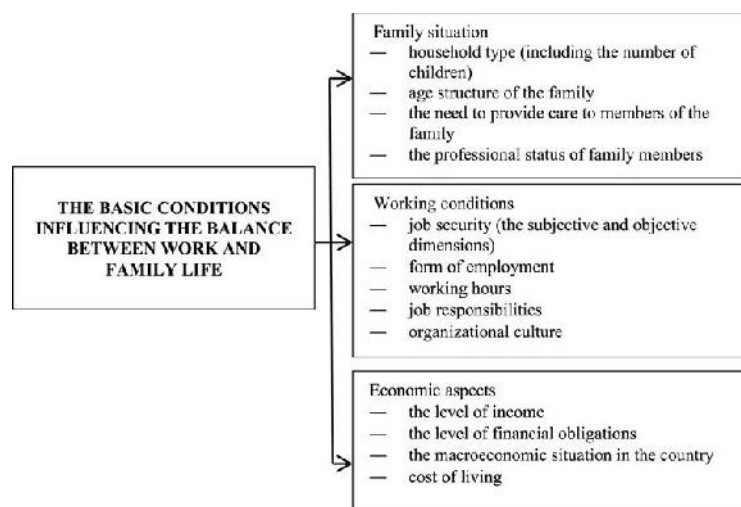 Family situation
— household type (including the number of
children)
— age structure of the family
— the need to provide care to members of the
family
— the professional status of family members
THE BASIC CONDITIONS
INFLUENCING THE BALANCE
BETWEEN WORK AND
FAMILY LIFE
Working conditions
— job security (the subjective and objective
dimensions)
— form of employment
— working hours
— job responsibilities
— organizational culture
Economic aspects
— the level of income
— the level of financial obligations
— the macroeconomic situation in the country
— cost of living